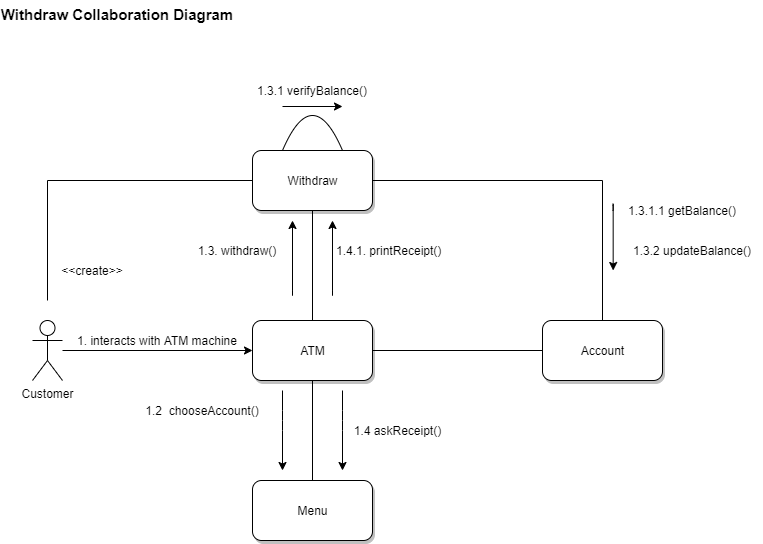 Withdraw Collaboration Diagram
1.3.1 verifyBalance()
Withdraw
1.3.1.1 getBalance()
1.3. withdraw()
1.4.1. printReceipt()
1.3.2 updateBalance()
<<create>>
1. interacts with ATM machine
ATM
Account
Customer
1.2 chooseAccount()
1.4 askReceipt()
Menu